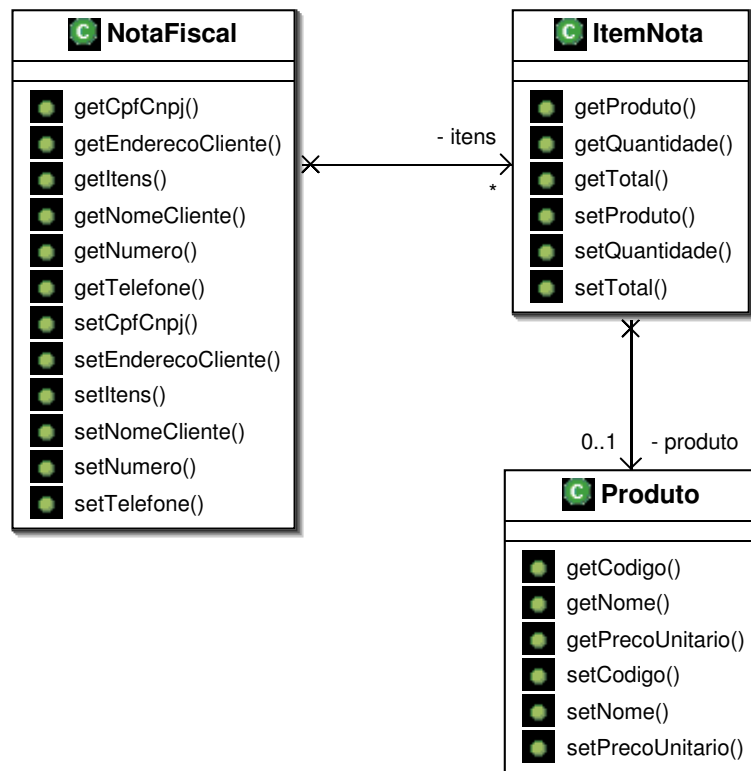 NotaFiscal
getCpfCnpj()
getEnderecoCliente()
getItens()
getNomeCliente()
getNumero()
getTelefone()
setCpfCnpj()
setEnderecoCliente()
setItens()
setNomeCliente()
setNumero()
setTelefone()
- itens
*
ItemNota
getProduto()
getQuantidade()
getTotal()
setProduto()
setQuantidade()
setTotal()
0..1 - produto
Produto
getCodigo()
getNome()
getPrecoUnitario()
setCodigo()
setNome()
setPrecoUnitario()